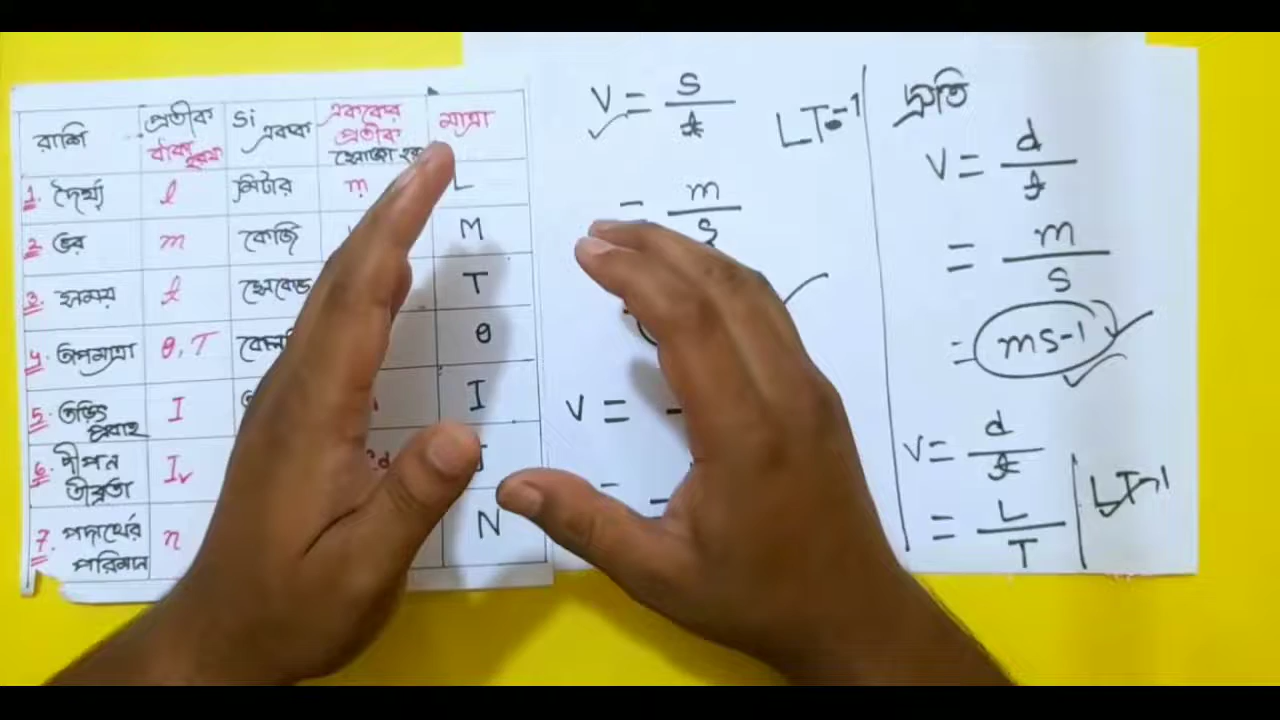 রাশি
প্রতীক
Si
একক
এককের
প্রতীক
মাত্রা
1. দৈর্ঘ্য l মিটার m L
2. ভর m কেজি M
3. সময় t সেকেন্ড T
4. তাপমাত্রা θ, T θ
5. তড়িৎ
প্রবাহ
I I
6. দীপন
তীব্রতা
Iv
7. পদার্থের
পরিমান
n N
V = s/t
LT-1
= m/s
V =
দ্রুতি
V = d/t
= m/s
= ms-1
V = d/t
= L/T
LT-1